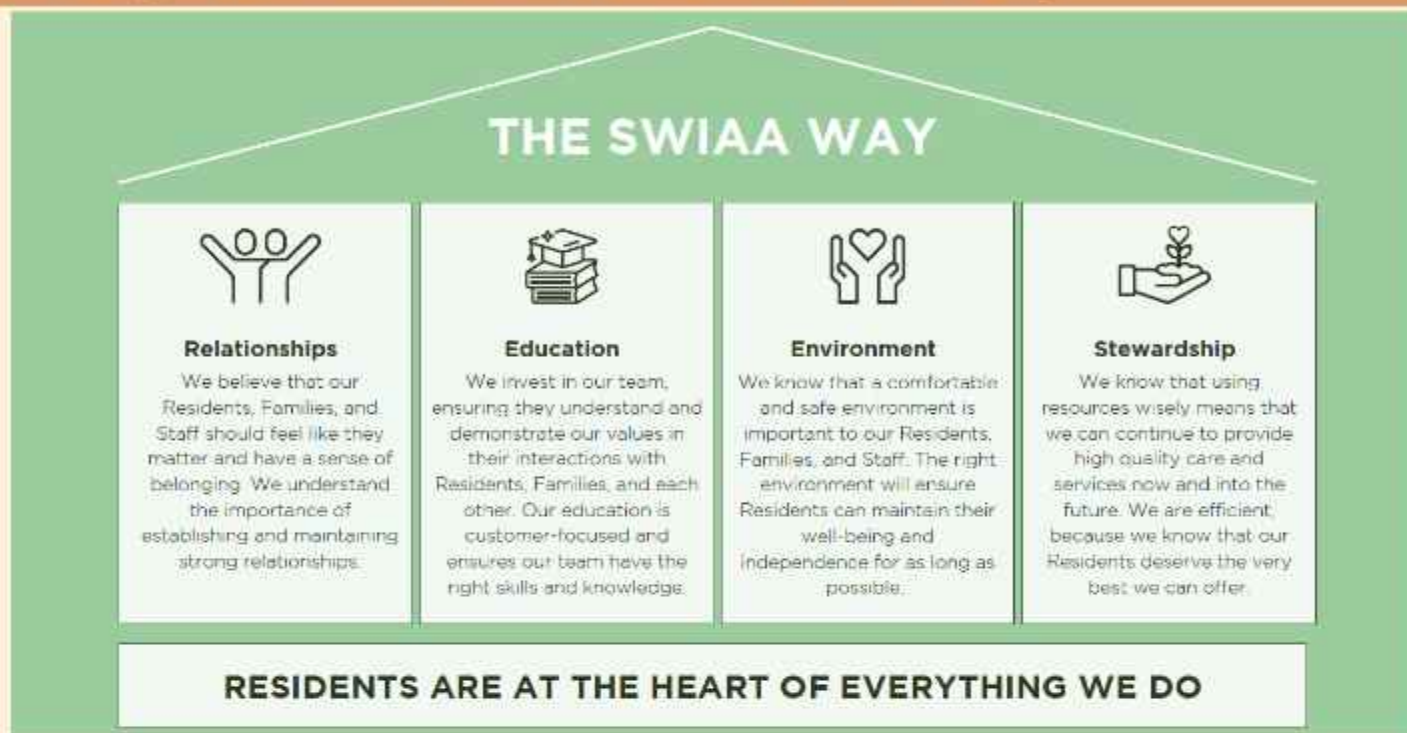 THE SWIAA WAY
Relationships
We believe that our
Residents, Families, and
Staff should feel like they
matter and have a sense of
belonging. We understand
the importance of
establishing and maintaining
strong relationships.
Education
We invest in our team,
ensuring they understand and
demonstrate our values in
their interactions with
Residents, Families, and each
other. Our education is
customer-focused and
ensures our team have the
right skills and knowledge.
Environment
We know that a comfortable
and safe environment is
important to our Residents,
Families, and Staff. The right
environment will ensure
Residents can maintain their
well-being and
independence for as long as
possible.
Stewardship
We know that using
resources wisely means that
we can continue to provide
high quality care and
services now and into the
future. We are efficient,
because we know that our
Residents deserve the very
best we can offer.
RESIDENTS ARE AT THE HEART OF EVERYTHING WE DO